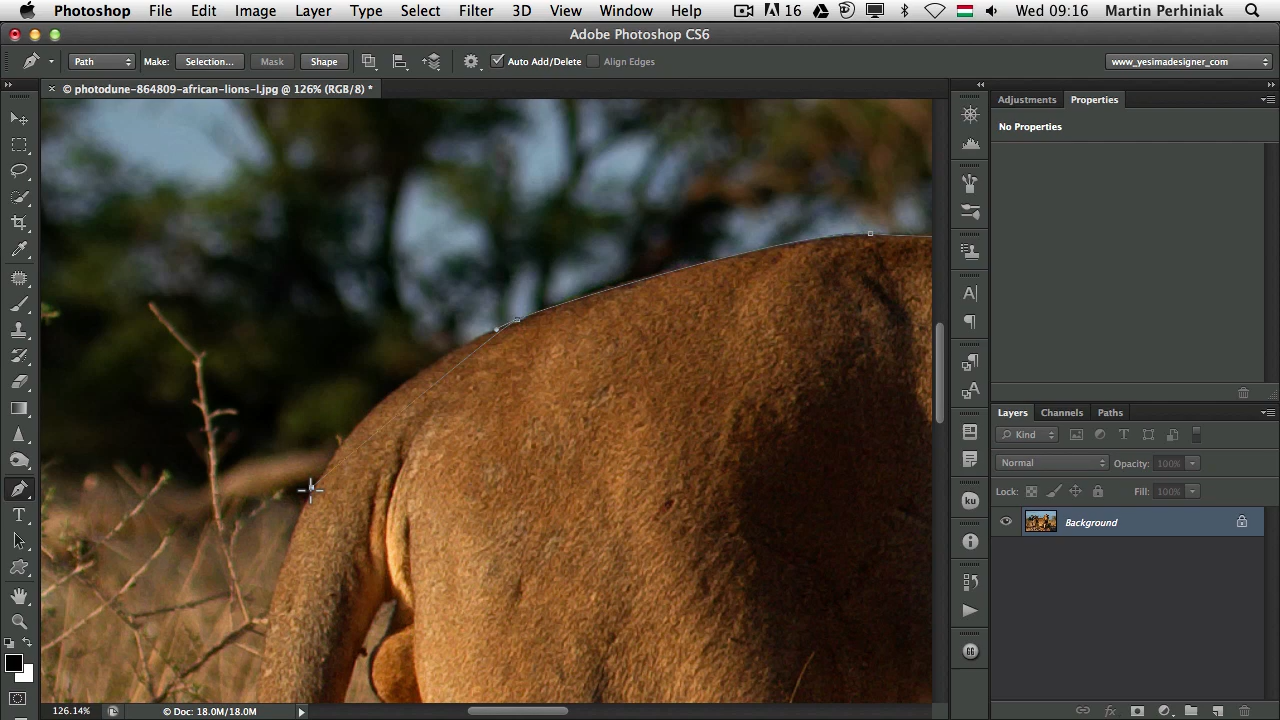 Photoshop File Edit Image Layer Type Select Filter 3D View Window Help 16 Wed 09:16 Martin Perhiniak
Adobe Photoshop CS6
Path Make: Selection... Mask Shape Auto Add/Delete Align Edges www_yesimadesigner_com
× © photodune-864809-african-lions-l.jpg @ 126% (RGB/8) *
Adjustments Properties
No Properties
Layers Channels Paths
Kind
Normal Opacity: 100%
Lock: Fill: 100%
Background
126.14% © Doc: 18.0M/18.0M